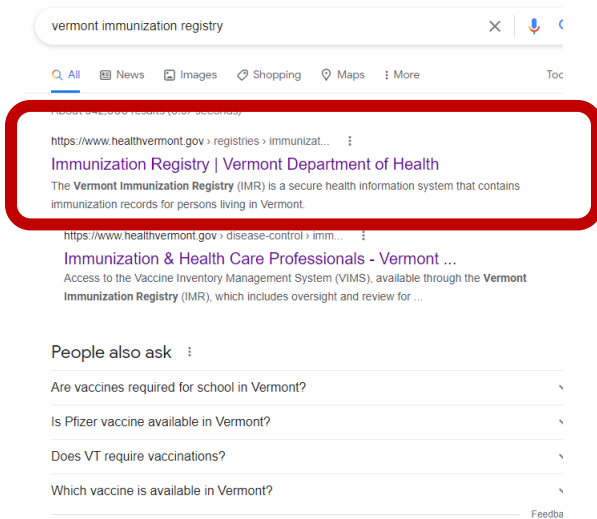 vermont immunization registry
All News Images Shopping Maps More
https://www.healthvermont.gov › registries › immunizat...
Immunization Registry | Vermont Department of Health
The Vermont Immunization Registry (IMR) is a secure health information system that contains
immunization records for persons living in Vermont.
https://www.healthvermont.gov › disease-control › imm...
Immunization & Health Care Professionals - Vermont ...
Access to the Vaccine Inventory Management System (VIMS), available through the Vermont
Immunization Registry (IMR), which includes oversight and review for ...
People also ask
Are vaccines required for school in Vermont?
Is Pfizer vaccine available in Vermont?
Does VT require vaccinations?
Which vaccine is available in Vermont?
Feedba